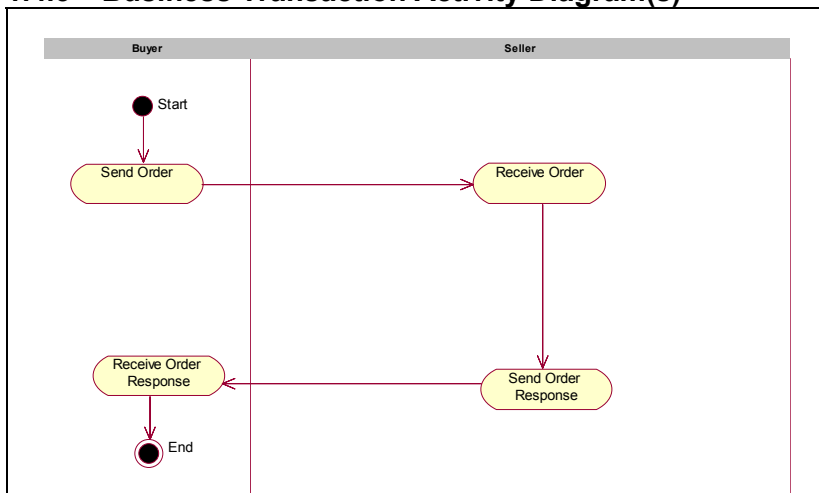 Business Transaction Activity Diagram(s)
Buyer
Seller
Start
Send Order
Receive Order
Receive Order
Response
Send Order
Response
End